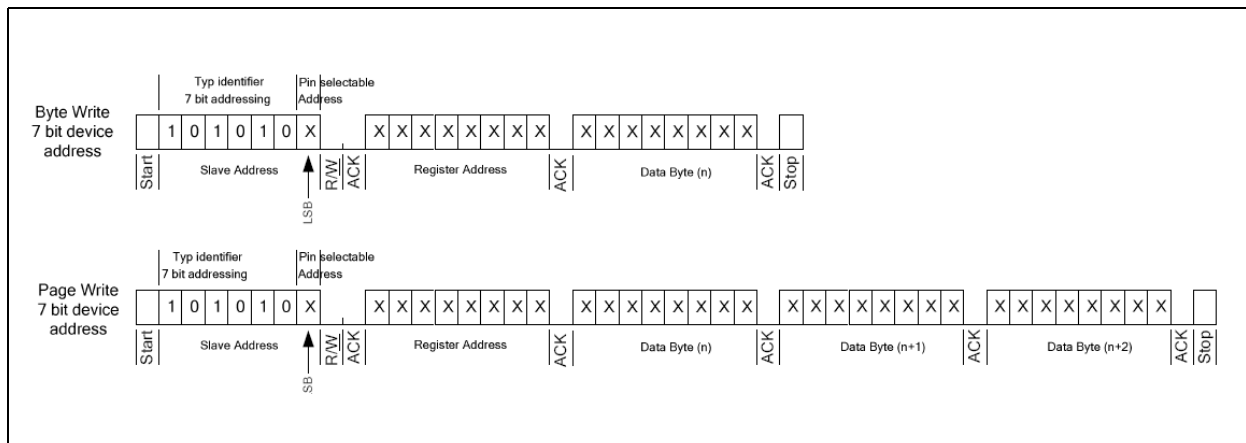 Typ identifier
7 bit addressing
Pin selectable
Address
Byte Write
7 bit device
address
1 0 1 0 1 0 X X X X X X X X X X X X X X X X X
Start
Slave Address
LSB
R/W
ACK
Register Address
ACK
Data Byte (n)
ACK
Stop
Typ identifier
7 bit addressing
Pin selectable
Address
Page Write
7 bit device
address
1 0 1 0 1 0 X X X X X X X X X X X X X X X X X X X X X X X X X X X X X X X X X
Start
Slave Address
.SB
R/W
ACK
Register Address
ACK
Data Byte (n)
ACK
Data Byte (n+1)
ACK
Data Byte (n+2)
ACK
Stop